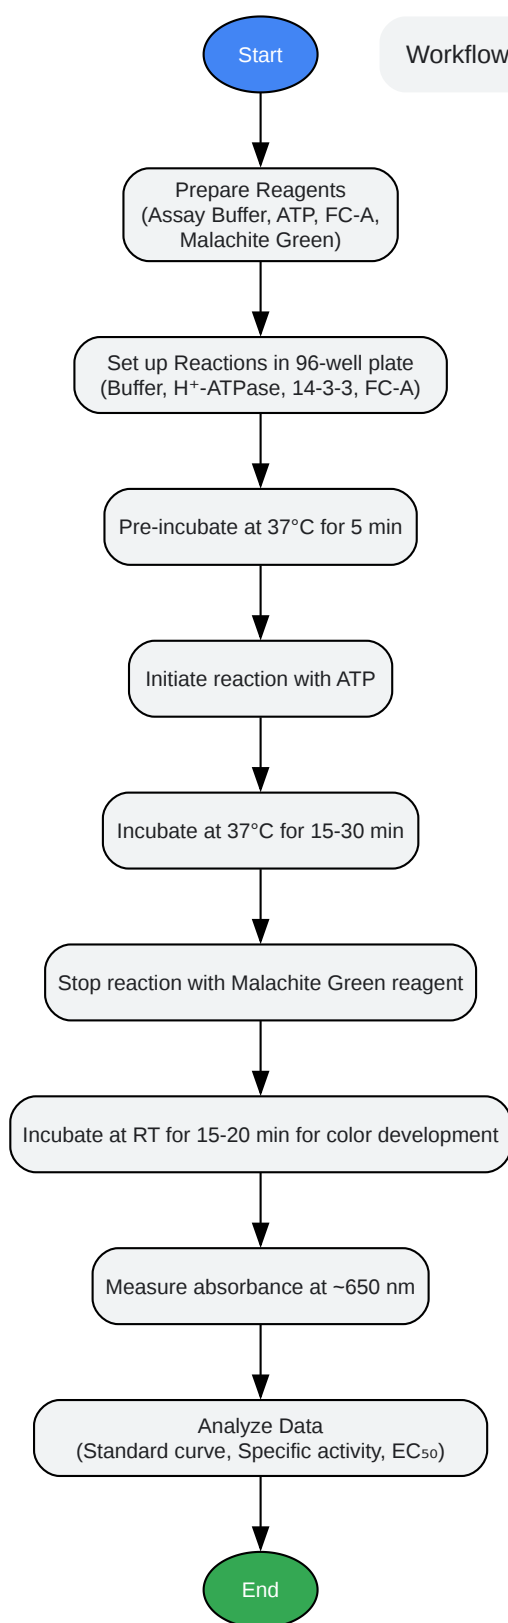 Start
Workflow
Prepare Reagents
(Assay Buffer, ATP, FC-A,
Malachite Green)
Set up Reactions in 96-well plate
(Buffer, H⁺-ATPase, 14-3-3, FC-A)
Pre-incubate at 37°C for 5 min
Initiate reaction with ATP
Incubate at 37°C for 15-30 min
Stop reaction with Malachite Green reagent
Incubate at RT for 15-20 min for color development
Measure absorbance at ~650 nm
Analyze Data
(Standard curve, Specific activity, EC₅₀)
End